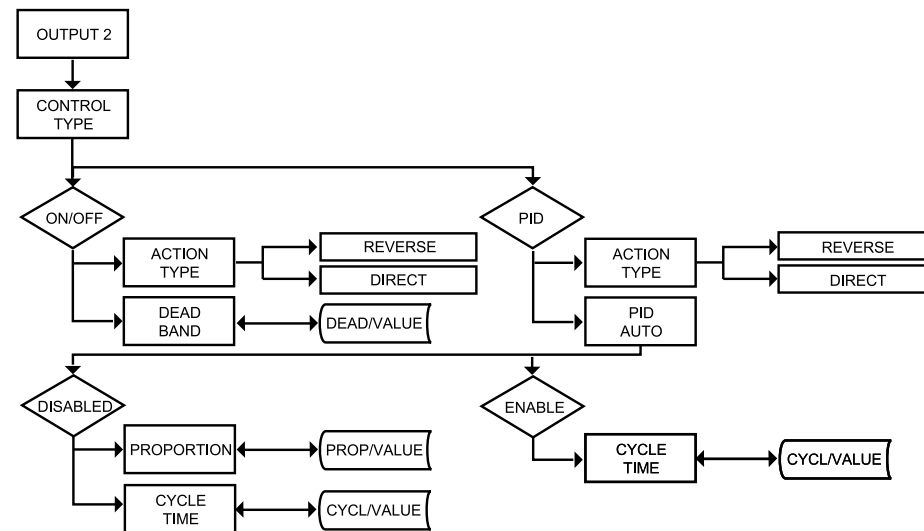 OUTPUT 2
CONTROL
TYPE
ON/OFF
PID
ACTION
TYPE
REVERSE
DIRECT
ACTION
TYPE
REVERSE
DIRECT
DEAD
BAND
DEAD/VALUE
PID
AUTO
DISABLED
ENABLE
PROPORTION
PROP/VALUE
CYCLE
TIME
CYCL/VALUE
CYCLE
TIME
CYCL/VALUE